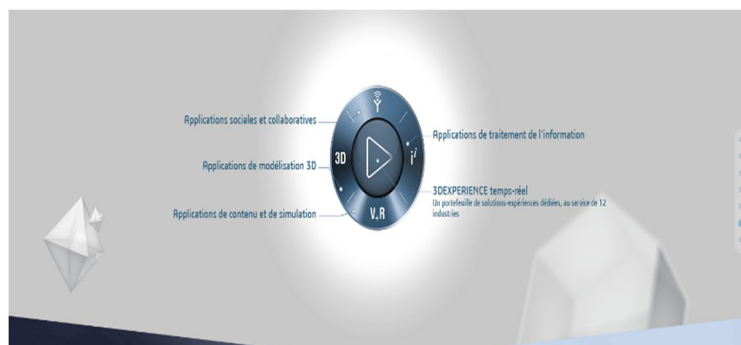 Applications sociales et collaboratives
Applications de traitement de l'information
3D
i
Applications de modélisation 3D
3DEXPERIENCE temps-réel
Un portefeuille de solutions-expériences dédiées, au service de 12
industries
Applications de contenu et de simulation
V.R